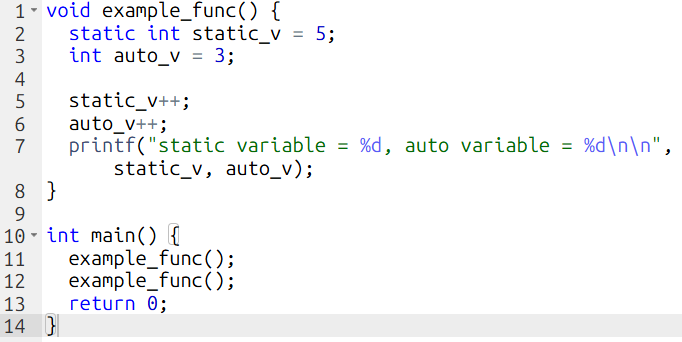 1 void example_func() {
2   static int static_v = 5;
3   int auto_v = 3;
4
5   static_v++;
6   auto_v++;
7   printf("static variable = %d, auto variable = %d\n\n",
      static_v, auto_v);
8 }
9
10 int main() {
11   example_func();
12   example_func();
13   return 0;
14 }